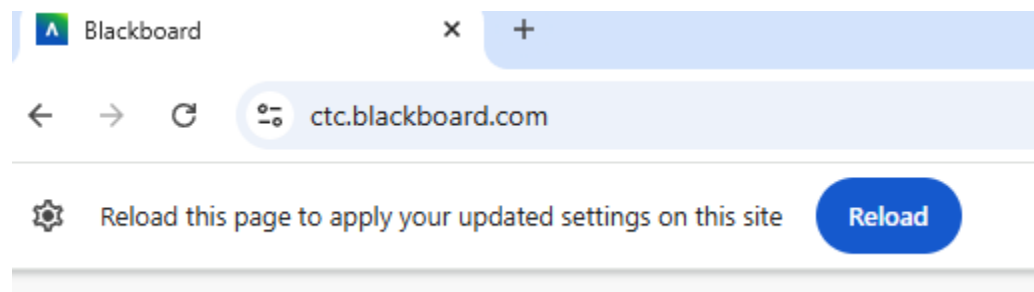 Blackboard
ctc.blackboard.com
Reload this page to apply your updated settings on this site Reload